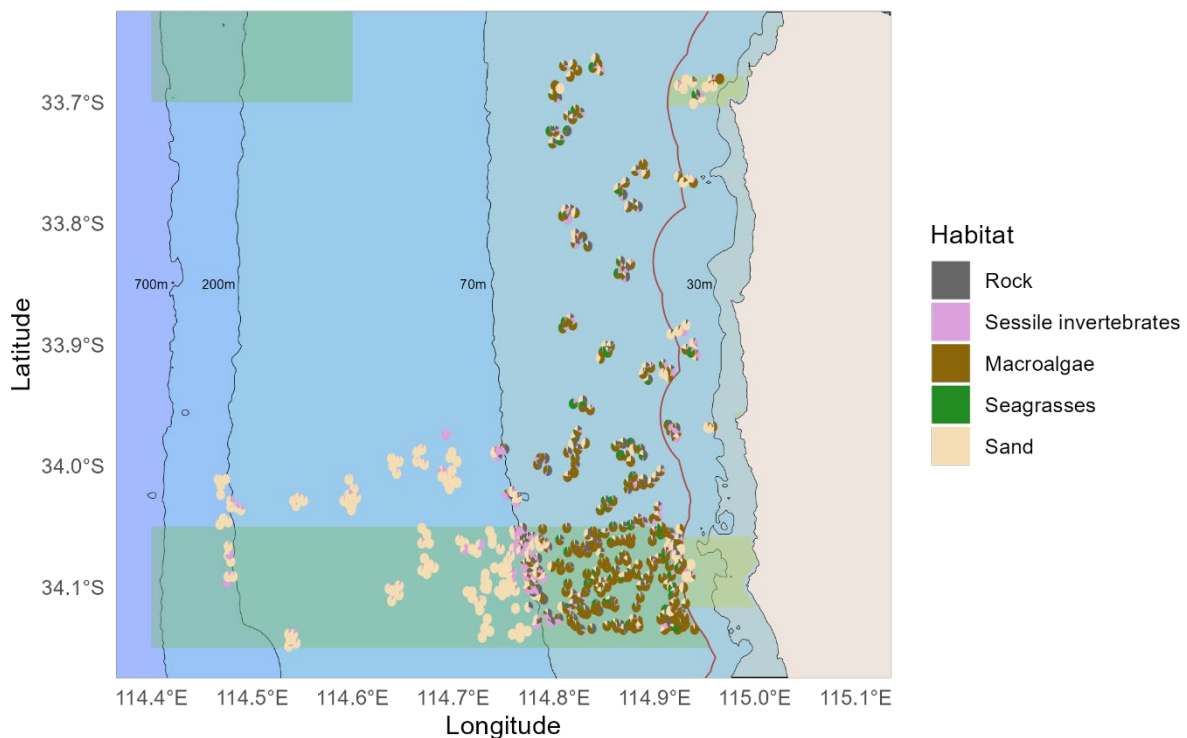 33.7°S
33.8°S
33.9°S
34.0°S
34.1°S
Latitude
700m
200m
70m
30m
114.4°E
114.5°E
114.6°E
114.7°E
114.8°E
114.9°E
115.0°E
115.1°E
Longitude
Habitat
Rock
Sessile invertebrates
Macroalgae
Seagrasses
Sand